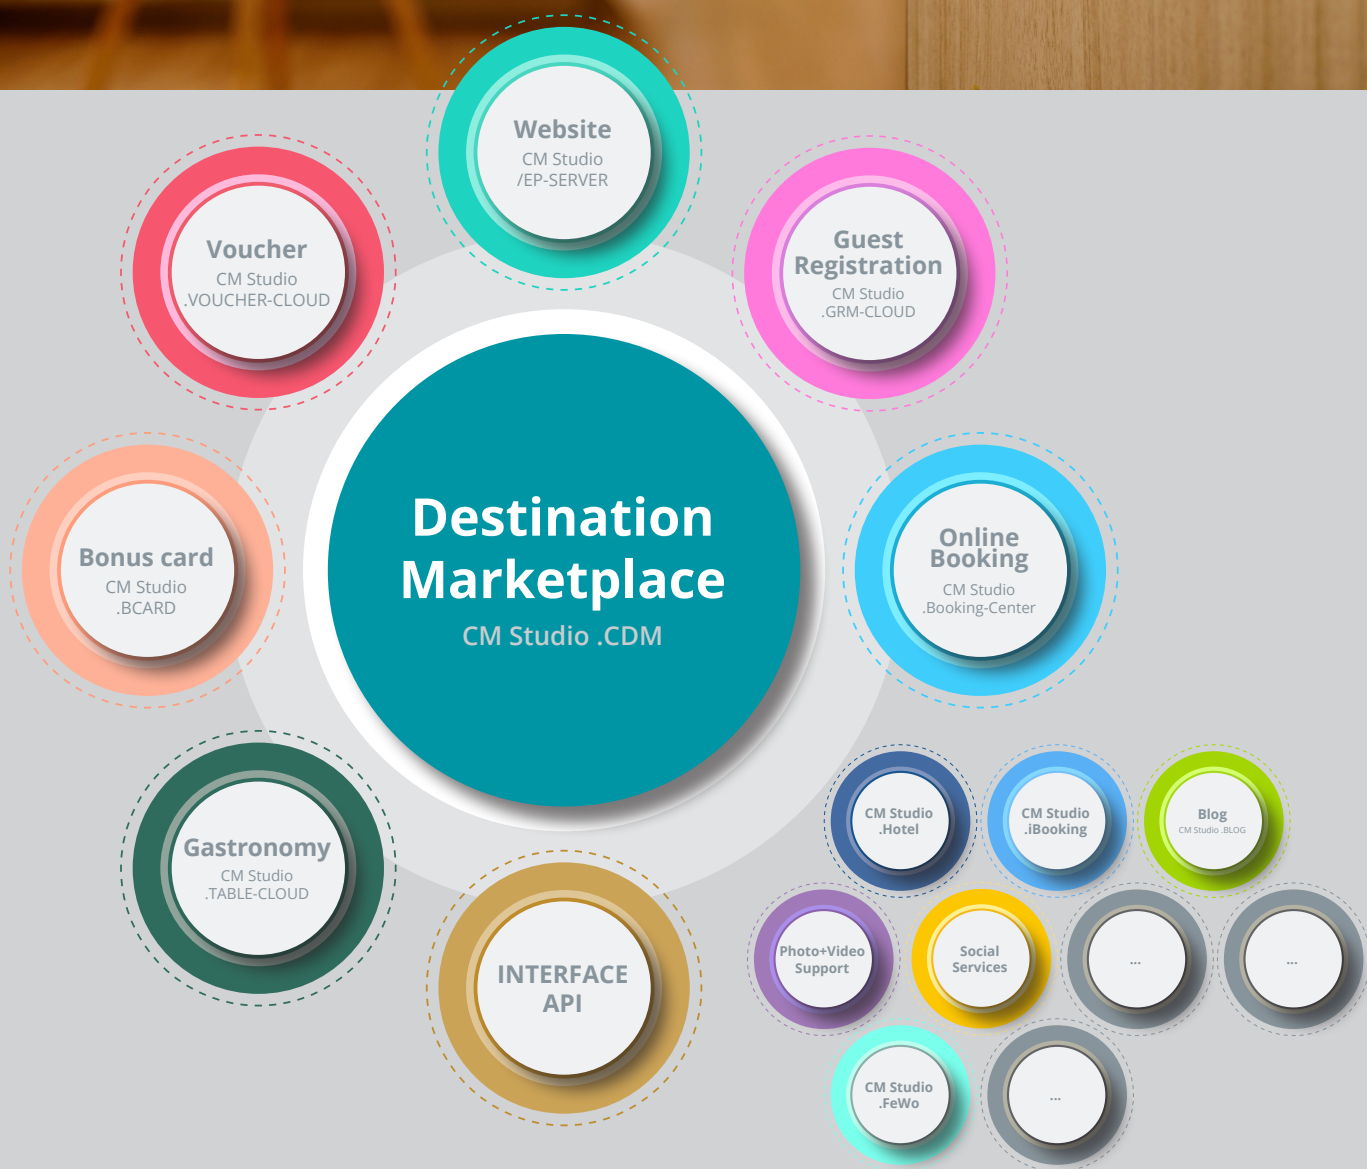 Website
CM Studio
/EP-SERVER
Voucher
CM Studio
.VOUCHER-CLOUD
Guest
Registration
CM Studio
.GRM-CLOUD
Destination
Marketplace
CM Studio .CDM
Bonus card
CM Studio
.BCARD
Online
Booking
CM Studio
.Booking-Center
Gastronomy
CM Studio
.TABLE-CLOUD
INTERFACE
API
CM Studio
.Hotel
CM Studio
.iBooking
Blog
CM Studio .BLOG
Photo+Video
Support
Social
Services
...
...
CM Studio
.FeWo
...